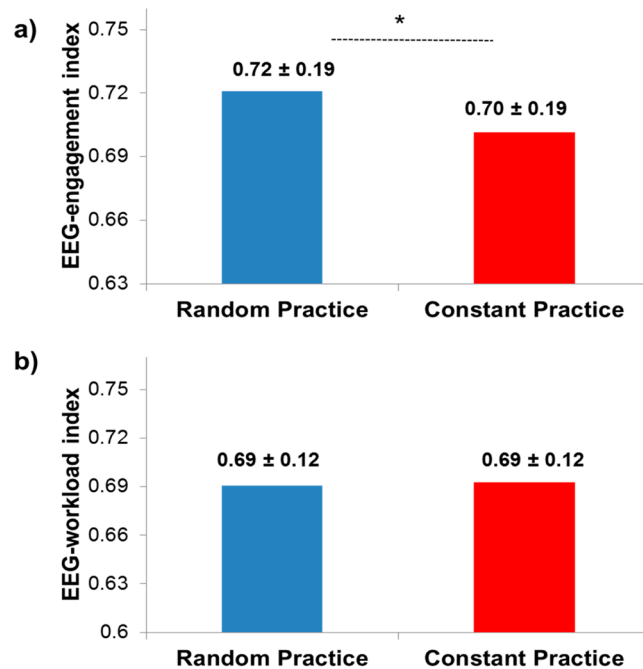 a)
EEG-engagement index
0.75
0.72
0.69
0.66
0.63
*
0.72 ± 0.19
0.70 ± 0.19
Random Practice
Constant Practice
b)
EEG-workload index
0.75
0.72
0.69
0.66
0.63
0.6
0.69 ± 0.12
0.69 ± 0.12
Random Practice
Constant Practice